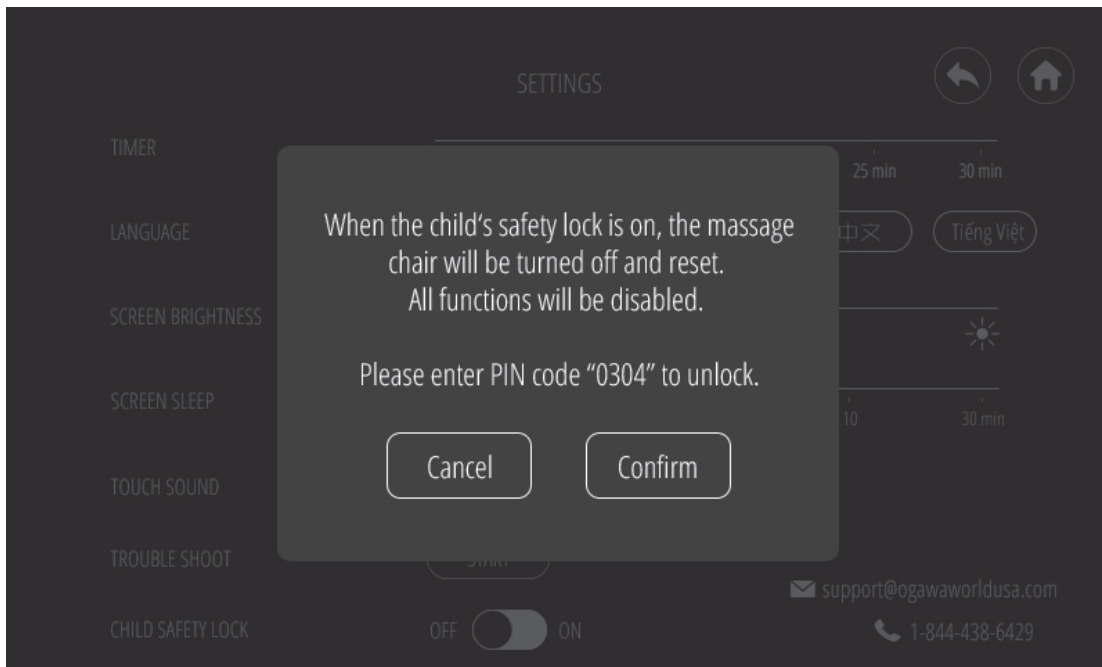 SETTINGS
TIMER
25 min
30 min
LANGUAGE
中文
Tiếng Việt
When the child's safety lock is on, the massage
chair will be turned off and reset.
All functions will be disabled.
Please enter PIN code “0304” to unlock.
Cancel
Confirm
SCREEN BRIGHTNESS
SCREEN SLEEP
10
30 min
TOUCH SOUND
TROUBLE SHOOT
START
support@ogawaworldusa.com
CHILD SAFETY LOCK
OFF
ON
1-844-438-6429